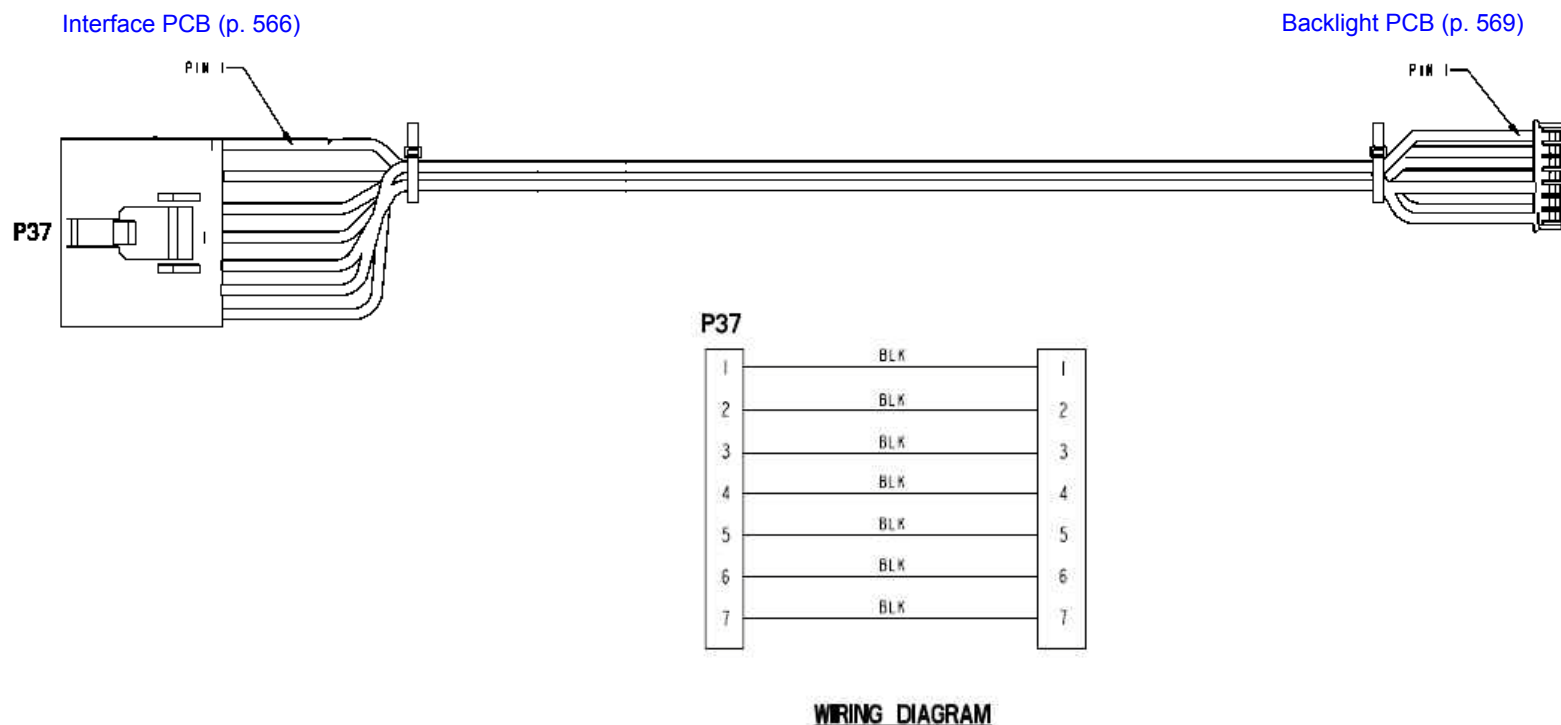 Interface PCB (p. 566)
Backlight PCB (p. 569)
PIN 1
PIN 1
P37
P37
1 BLK 1
2 BLK 2
3 BLK 3
4 BLK 4
5 BLK 5
6 BLK 6
7 BLK 7
WIRING DIAGRAM